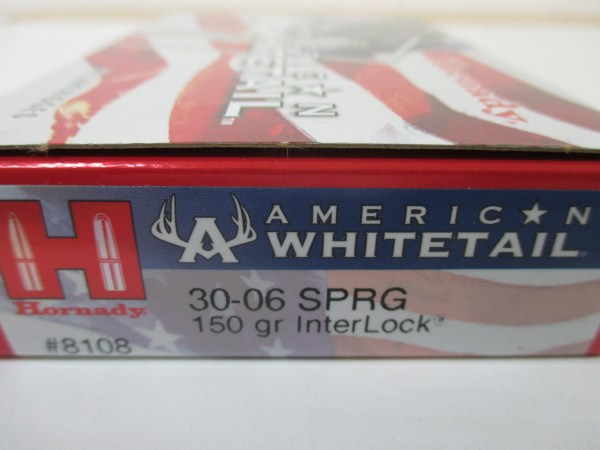 AMERIC★N
WHITETAIL®
Hornady
30-06 SPRG
150 gr InterLock®
#8108